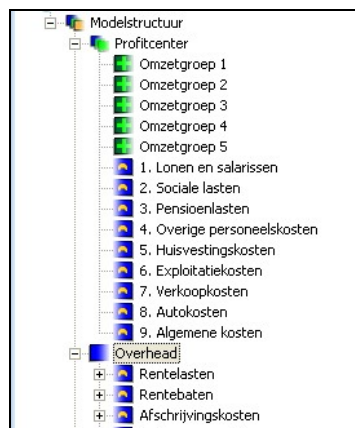 Modelstructuur
Profitcenter
Omzetgroep 1
Omzetgroep 2
Omzetgroep 3
Omzetgroep 4
Omzetgroep 5
1. Lonen en salarissen
2. Sociale lasten
3. Pensioenlasten
4. Overige personeelskosten
5. Huisvestingskosten
6. Exploitatiekosten
7. Verkoopkosten
8. Autokosten
9. Algemene kosten
Overhead
Rentelasten
Rentebaten
Afschrijvingskosten